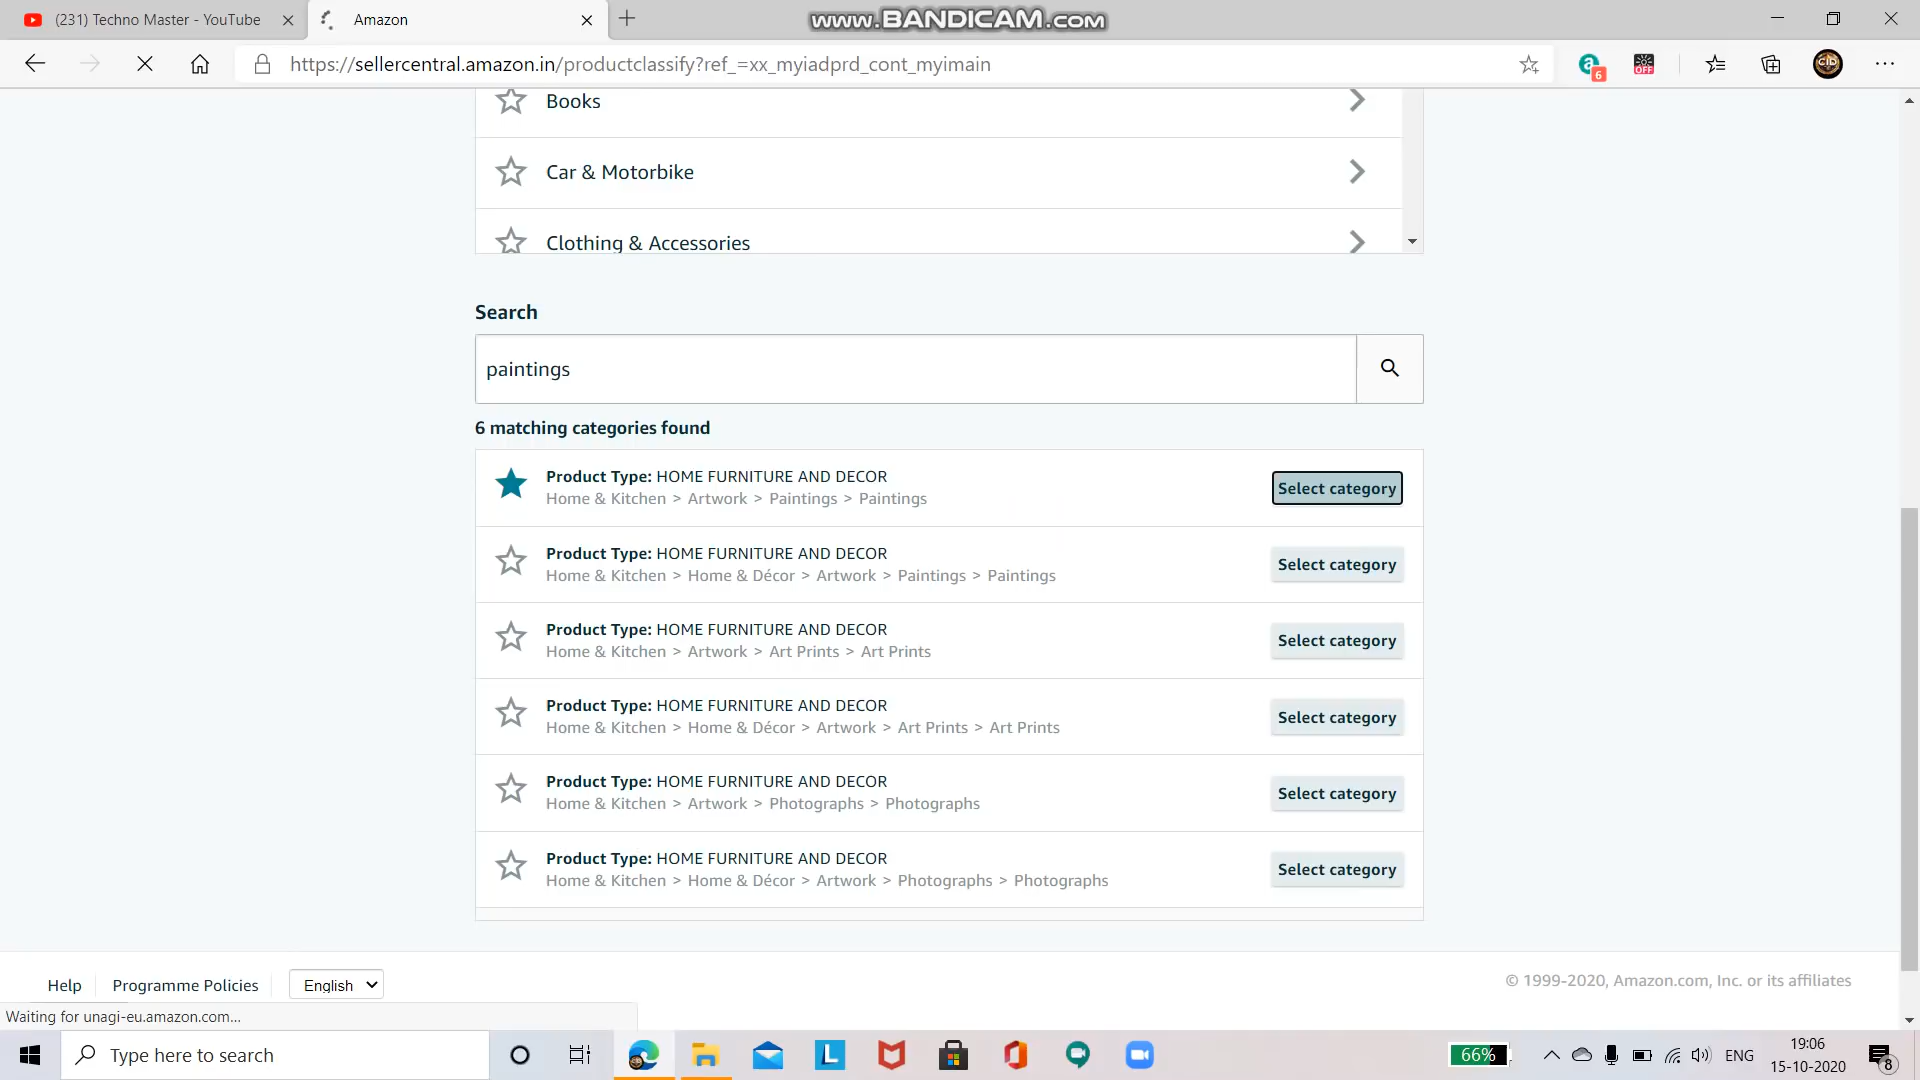 (231) Techno Master - YouTube
Amazon
www.BANDICAM.com
https://sellercentral.amazon.in/productclassify?ref_=xx_myiadprd_cont_myimain
6
OFF
CID
Books
Car & Motorbike
Clothing & Accessories
Search
paintings
6 matching categories found
Product Type: HOME FURNITURE AND DECOR
Home & Kitchen > Artwork > Paintings > Paintings
Select category
Product Type: HOME FURNITURE AND DECOR
Home & Kitchen > Home & Décor > Artwork > Paintings > Paintings
Select category
Product Type: HOME FURNITURE AND DECOR
Home & Kitchen > Artwork > Art Prints > Art Prints
Select category
Product Type: HOME FURNITURE AND DECOR
Home & Kitchen > Home & Décor > Artwork > Art Prints > Art Prints
Select category
Product Type: HOME FURNITURE AND DECOR
Home & Kitchen > Artwork > Photographs > Photographs
Select category
Product Type: HOME FURNITURE AND DECOR
Home & Kitchen > Home & Décor > Artwork > Photographs > Photographs
Select category
Help
Programme Policies
English
© 1999-2020, Amazon.com, Inc. or its affiliates
Waiting for unagi-eu.amazon.com...
Type here to search
L
66%
ENG
19:06
15-10-2020
8